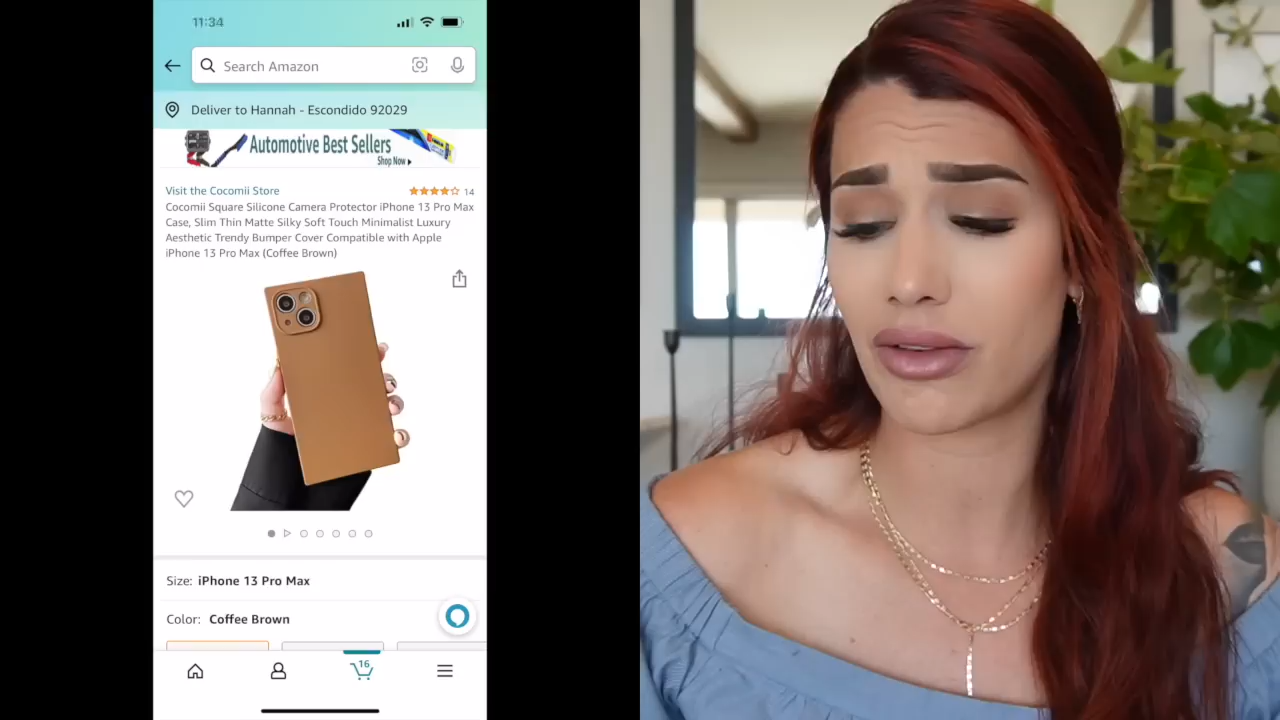 11:34
Search Amazon
Deliver to Hannah - Escondido 92029
Automotive Best Sellers
Shop Now
Visit the Cocomii Store
14
Cocomii Square Silicone Camera Protector iPhone 13 Pro Max
Case, Slim Thin Matte Silky Soft Touch Minimalist Luxury
Aesthetic Trendy Bumper Cover Compatible with Apple
iPhone 13 Pro Max (Coffee Brown)
Size: iPhone 13 Pro Max
Color: Coffee Brown
16